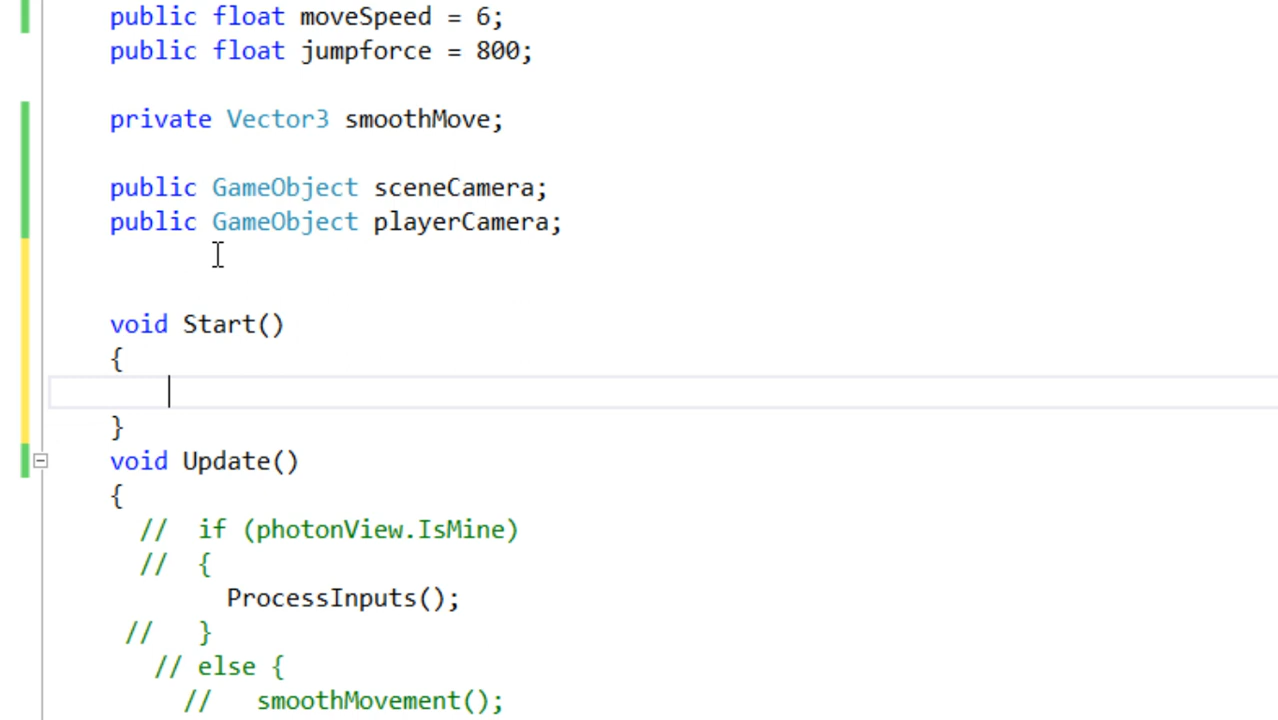 public float moveSpeed = 6;
public float jumpforce = 800;
private Vector3 smoothMove;
public GameObject sceneCamera;
public GameObject playerCamera;
void Start()
{
}
void Update()
{
// if (photonView.IsMine)
// {
ProcessInputs();
// }
// else {
// smoothMovement();